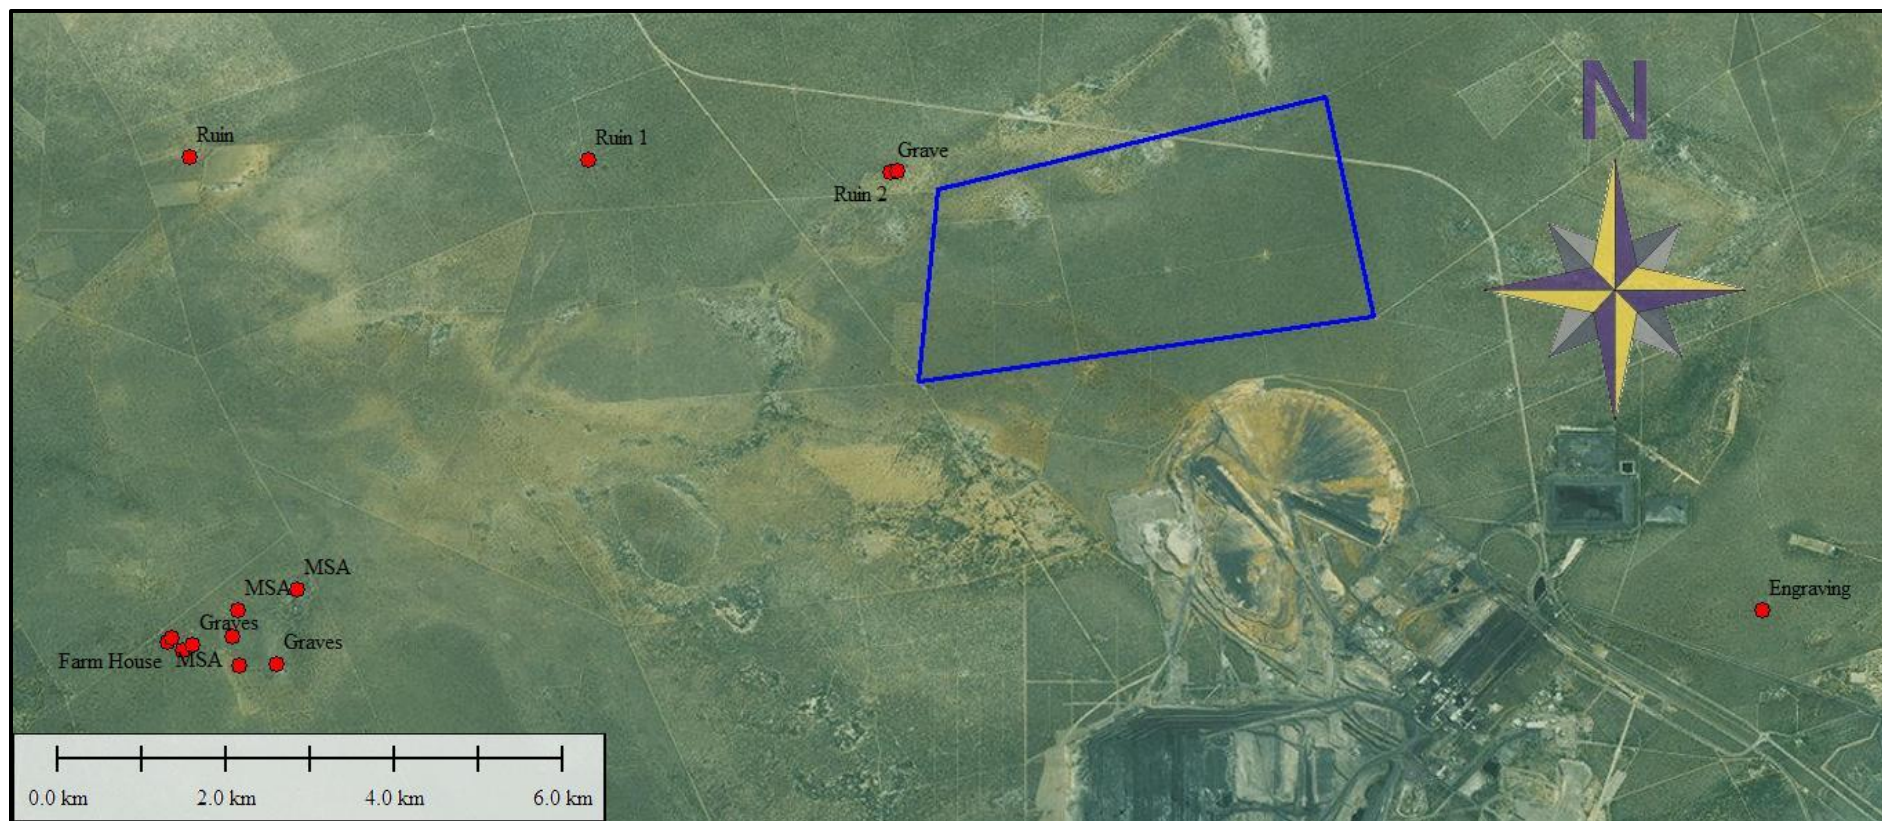 N
Ruin
Ruin 1
Grave
Ruin 2
MSA
MSA
Engraving
Graves
Graves
Farm House
MSA
0.0 km 2.0 km 4.0 km 6.0 km